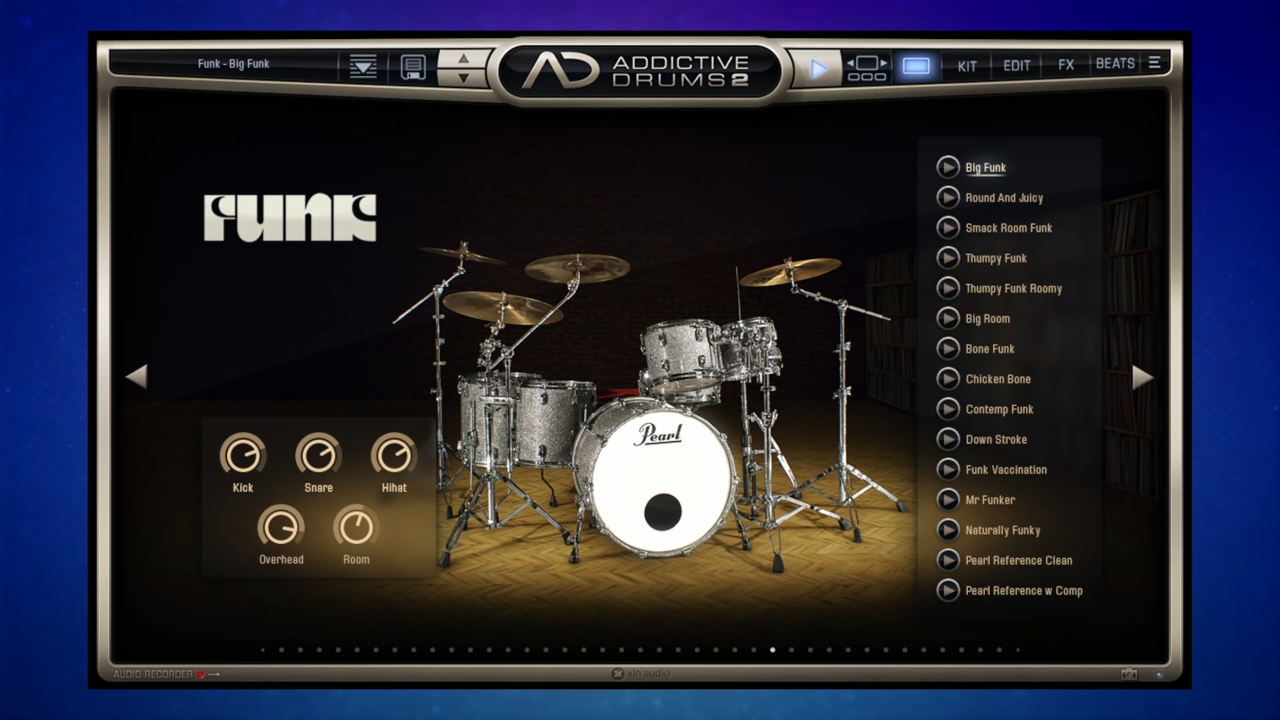 Funk - Big Funk
ADDICTIVE
DRUMS 2
KIT
EDIT
FX
BEATS
FUNK
Big Funk
Round And Juicy
Smack Room Funk
Thumpy Funk
Thumpy Funk Roomy
Big Room
Bone Funk
Chicken Bone
Contemp Funk
Down Stroke
Funk Vaccination
Mr Funker
Naturally Funky
Pearl Reference Clean
Pearl Reference w Comp
Pearl
Kick
Snare
Hihat
Overhead
Room
AUDIO RECORDER
xln audio